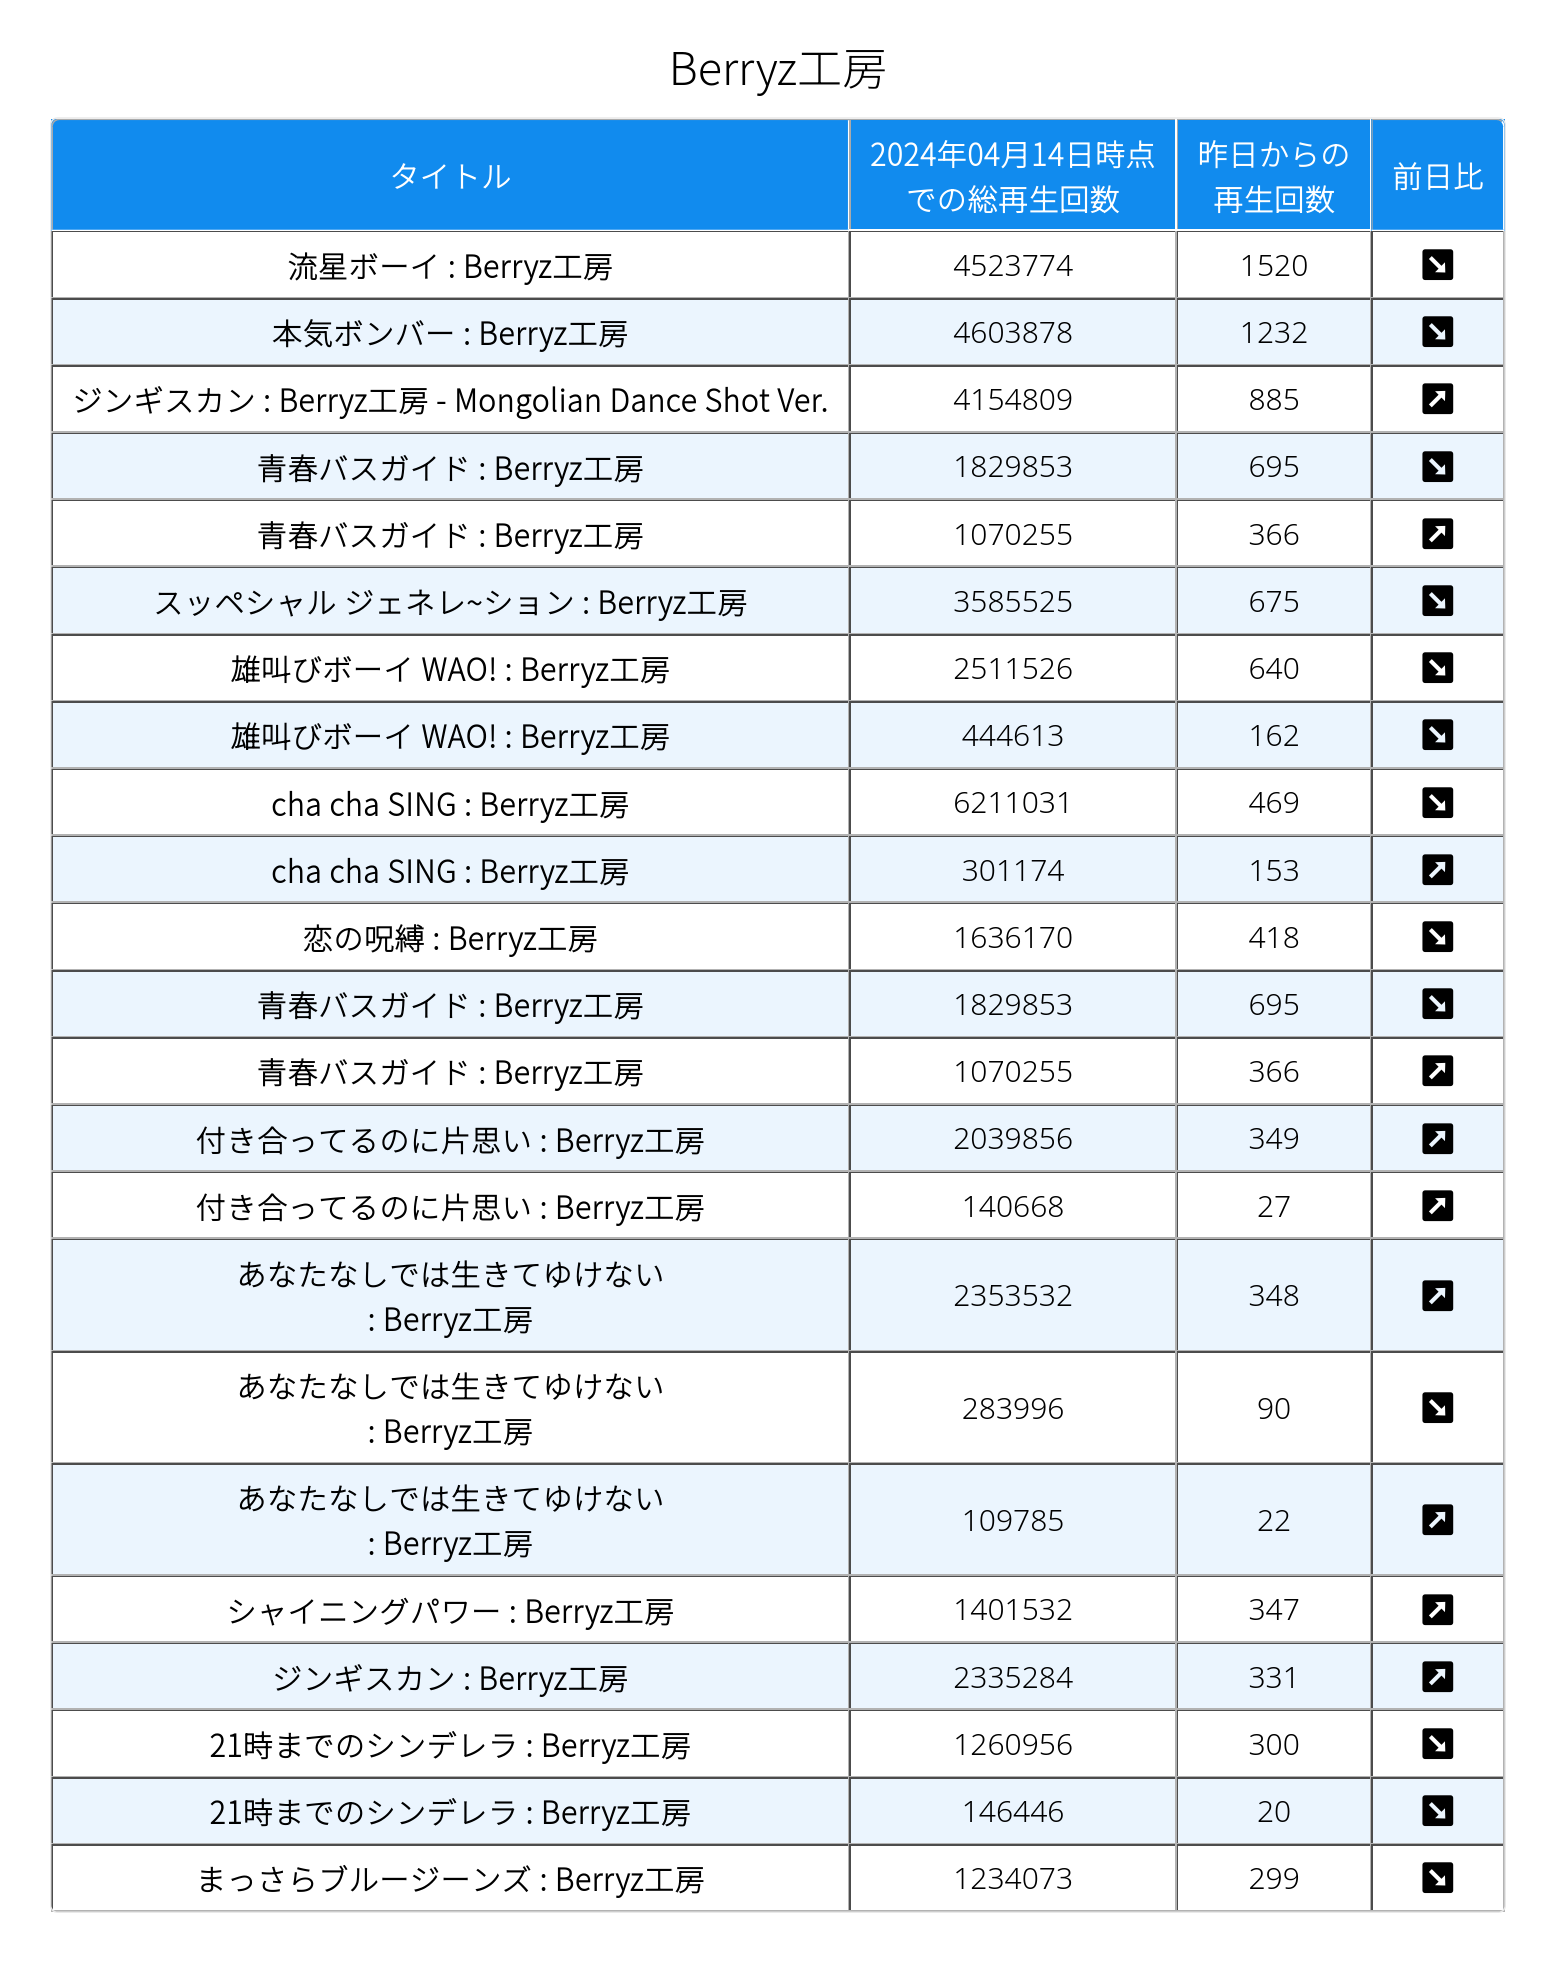 Berryz工房
タイトル 2024年04月14日時点 昨日からの 前日比
での総再生回数 再生回数
流星ボーイ : Berryz工房 4523774 1520 ↘
本気ボンバー : Berryz工房 4603878 1232 ↘
ジンギスカン : Berryz工房 - Mongolian Dance Shot Ver. 4154809 885 ↗
青春バスガイド : Berryz工房 1829853 695 ↘
青春バスガイド : Berryz工房 1070255 366 ↗
スッペシャル ジェネレ~ション : Berryz工房 3585525 675 ↘
雄叫びボーイ WAO! : Berryz工房 2511526 640 ↘
雄叫びボーイ WAO! : Berryz工房 444613 162 ↘
cha cha SING : Berryz工房 6211031 469 ↘
cha cha SING : Berryz工房 301174 153 ↗
恋の呪縛 : Berryz工房 1636170 418 ↘
青春バスガイド : Berryz工房 1829853 695 ↘
青春バスガイド : Berryz工房 1070255 366 ↗
付き合ってるのに片思い : Berryz工房 2039856 349 ↗
付き合ってるのに片思い : Berryz工房 140668 27 ↗
あなたなしでは生きてゆけない
: Berryz工房 2353532 348 ↗
あなたなしでは生きてゆけない
: Berryz工房 283996 90 ↘
あなたなしでは生きてゆけない
: Berryz工房 109785 22 ↗
シャイニングパワー : Berryz工房 1401532 347 ↗
ジンギスカン : Berryz工房 2335284 331 ↗
21時までのシンデレラ : Berryz工房 1260956 300 ↘
21時までのシンデレラ : Berryz工房 146446 20 ↘
まっさらブルージーンズ : Berryz工房 1234073 299 ↘